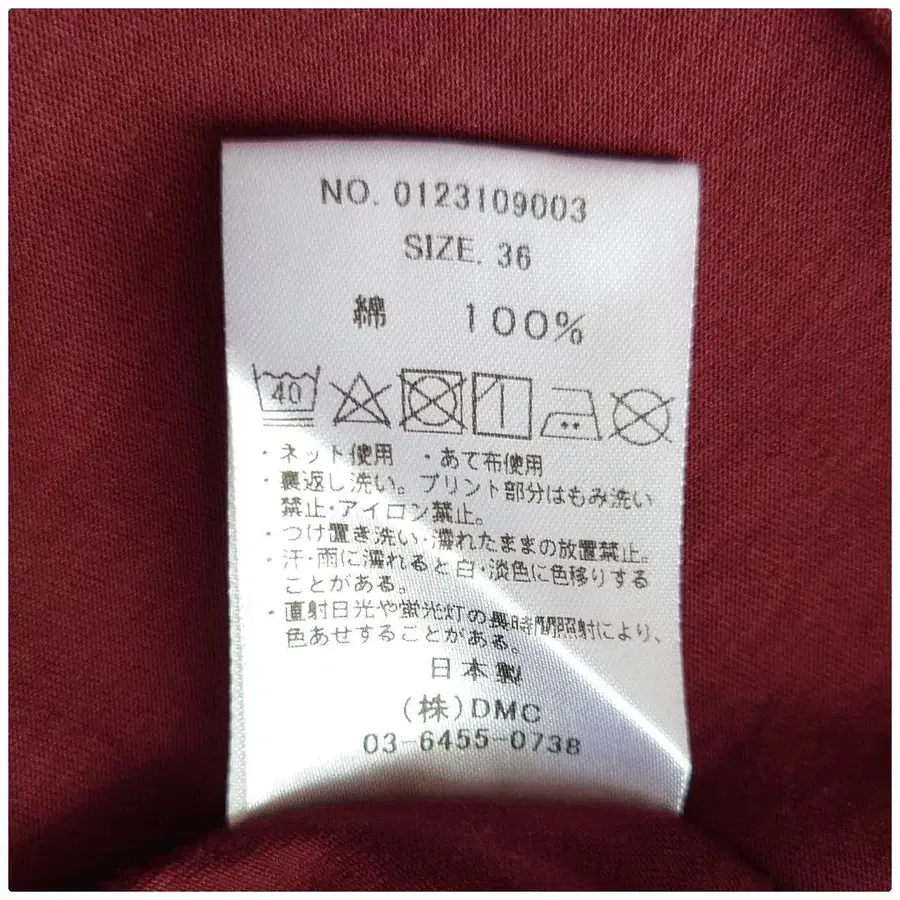 NO. 0123109003
SIZE. 36
綿 100%
40
・ネット使用 ・あて布使用
・裏返し洗い。プリント部分はもみ洗い
禁止・アイロン禁止。
・つけ置き洗い・濡れたままの放置禁止。
・汗・雨に濡れると白・淡色に色移りする
ことがある。
・直射日光や蛍光灯の長時間照射により、
色あせすることがある。
日本製
(株)DMC
03-6455-0738